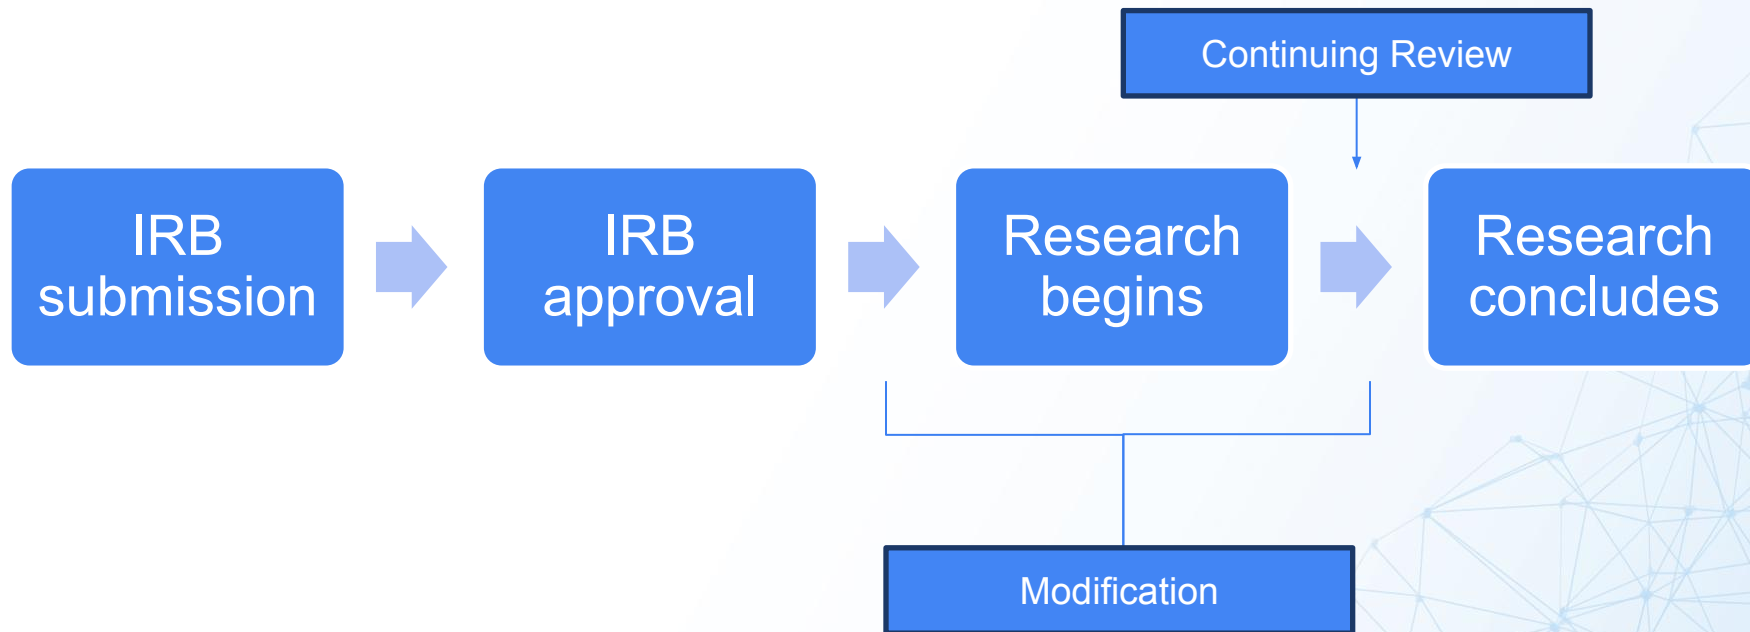 Continuing Review
IRB
submission
IRB
approval
Research
begins
Research
concludes
Modification